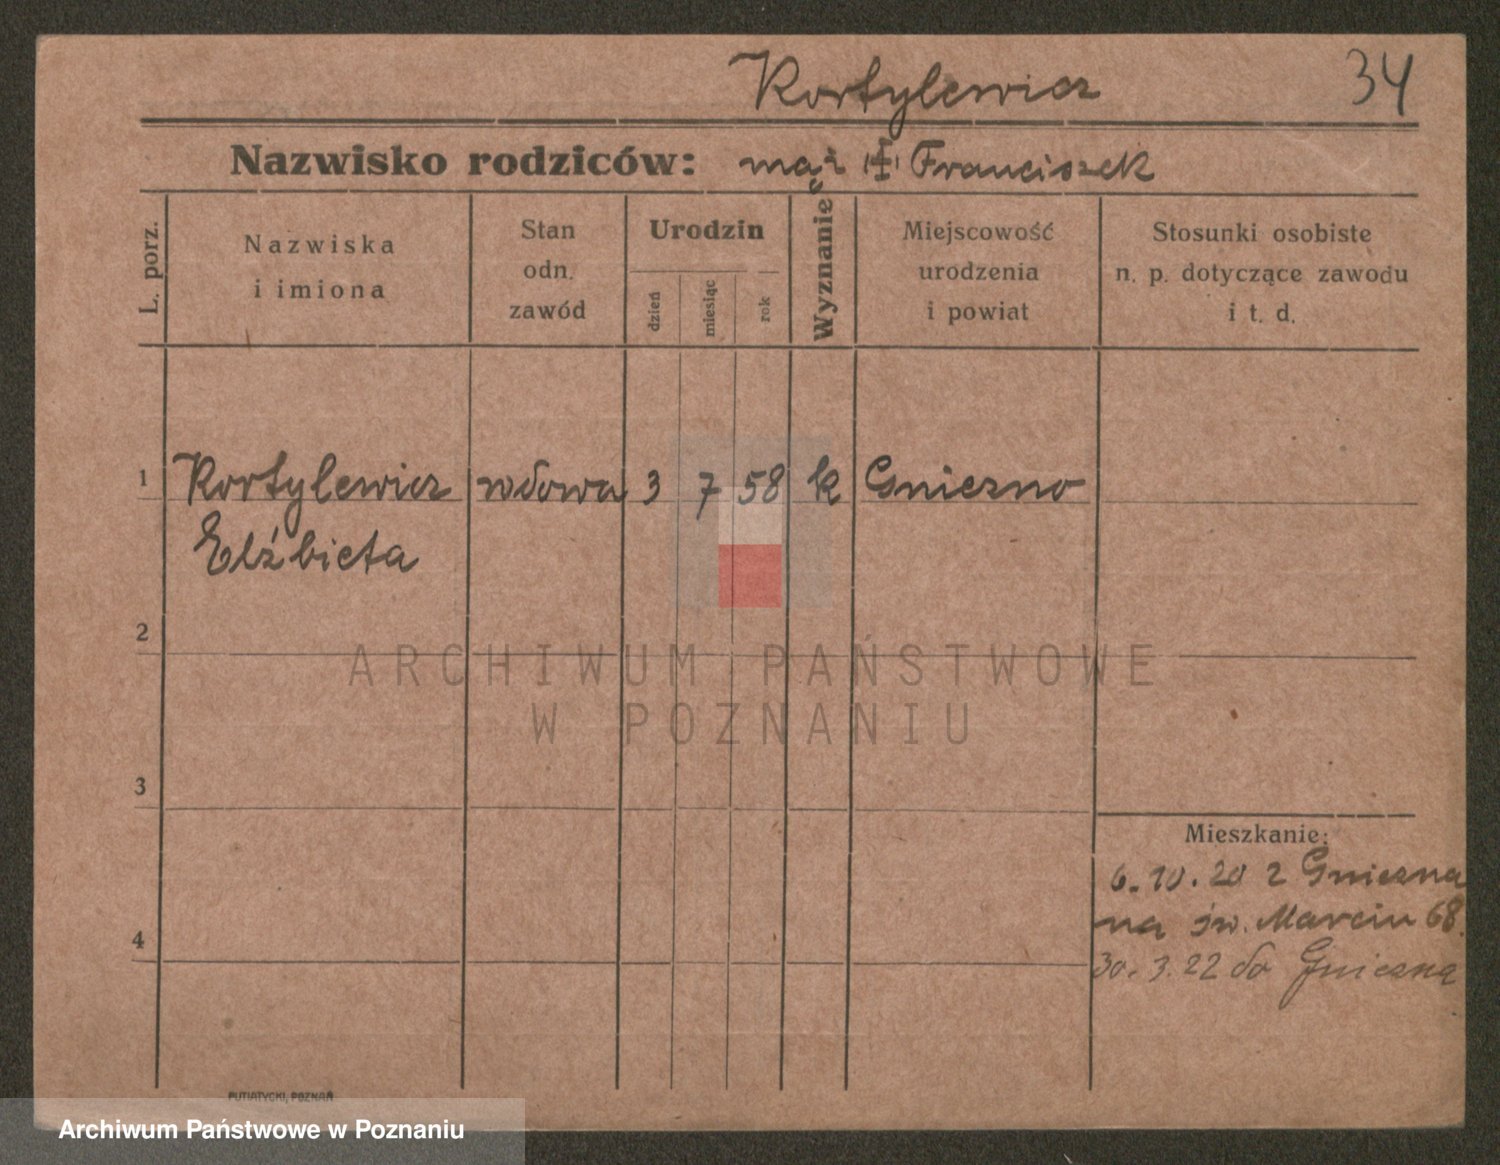 Kortylewicz 34
Nazwisko rodziców: mąż Franciszek
L. porz.
Nazwiska
i imiona
Stan
odn.
zawód
Urodzin
dzień
miesiąc
rok
Wyznanie
Miejscowość
urodzenia
i powiat
Stosunki osobiste
n. p. dotyczące zawodu
i t. d.
1 Kortylewicz wdowa 3 7 58 k Gniezno
Elżbieta
2
ARCHIWUM PAŃSTWOWE
W POZNANIU
3
Mieszkanie:
6.10.20 z Gniezna
na św. Marcin 68.
4
30.3.22 do Gniezna
PUTIATYCKI, POZNAŃ
Archiwum Państwowe w Poznaniu